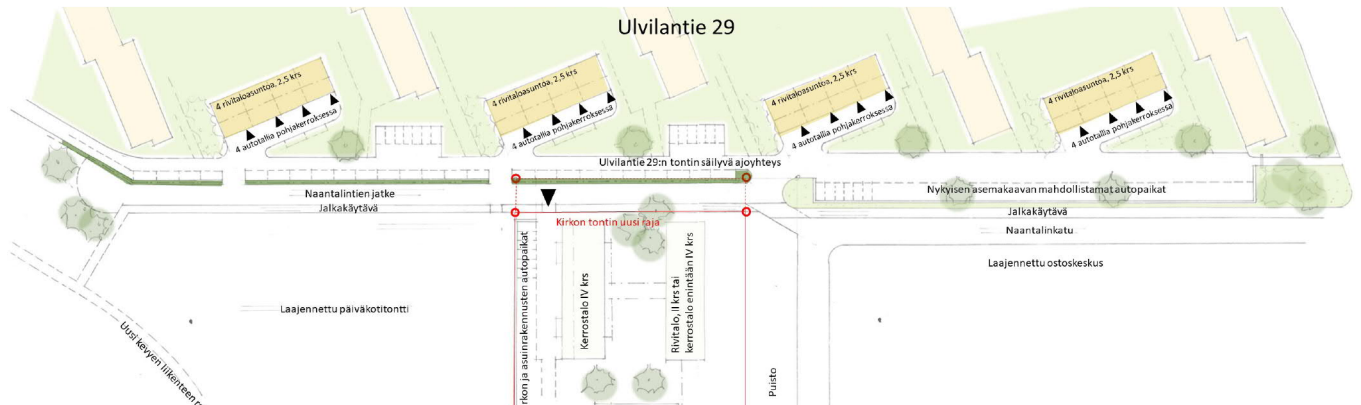 Ulvilantie 29
4 rivitaloasuntoa, 2,5 krs
4 autotallia pohjakerroksessa
4 rivitaloasuntoa, 2,5 krs
4 autotallia pohjakerroksessa
4 rivitaloasuntoa, 2,5 krs
4 autotallia pohjakerroksessa
4 rivitaloasuntoa, 2,5 krs
4 autotallia pohjakerroksessa
Ulvilantie 29:n tontin säilyvä ajoyhteys
Naantalintien jatke
Jalkakäytävä
Nykyisen asemakaavan mahdollistamat autopaikat
Jalkakäytävä
Naantalinkatu
Kirkon tontin uusi raja
Laajennettu ostoskeskus
Laajennettu päiväkotitontti
Uusi kevyen liikenteen
rkon ja asuinrakennusten autopaikat
Kerrostalo IV krs
Rivitalo, II krs tai
kerrostalo enintään IV krs
Puisto